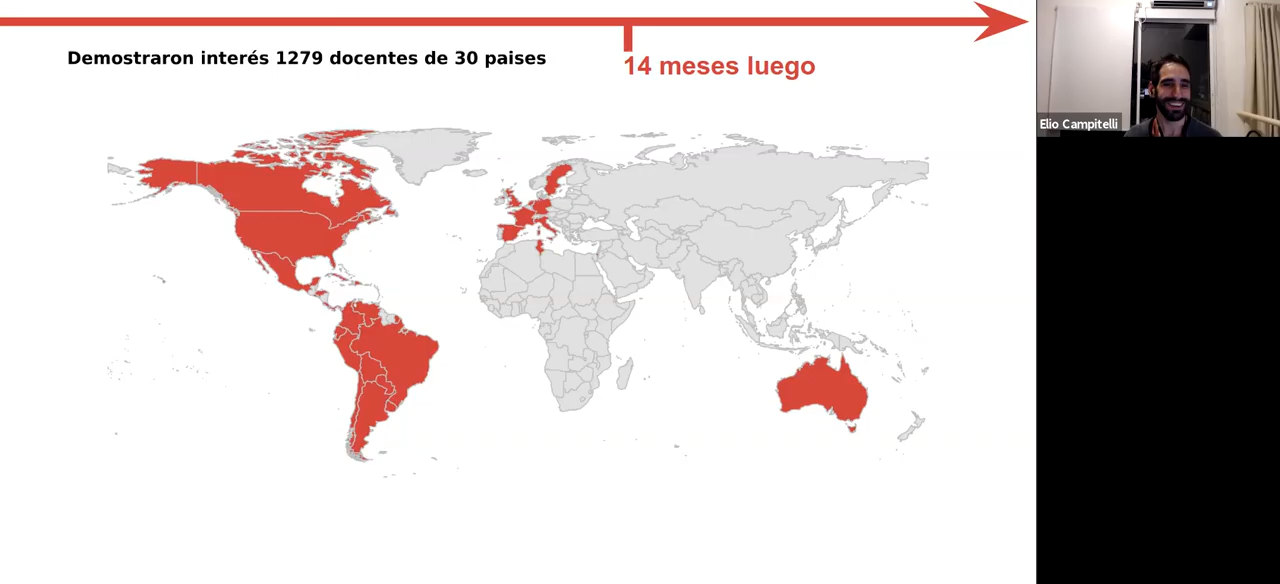 Demostraron interés 1279 docentes de 30 paises
14 meses luego
Elio Campitelli